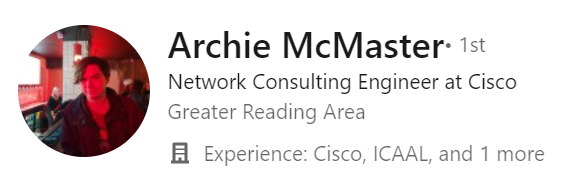 Archie McMaster • 1st
Network Consulting Engineer at Cisco
Greater Reading Area
Experience: Cisco, ICAAL, and 1 more